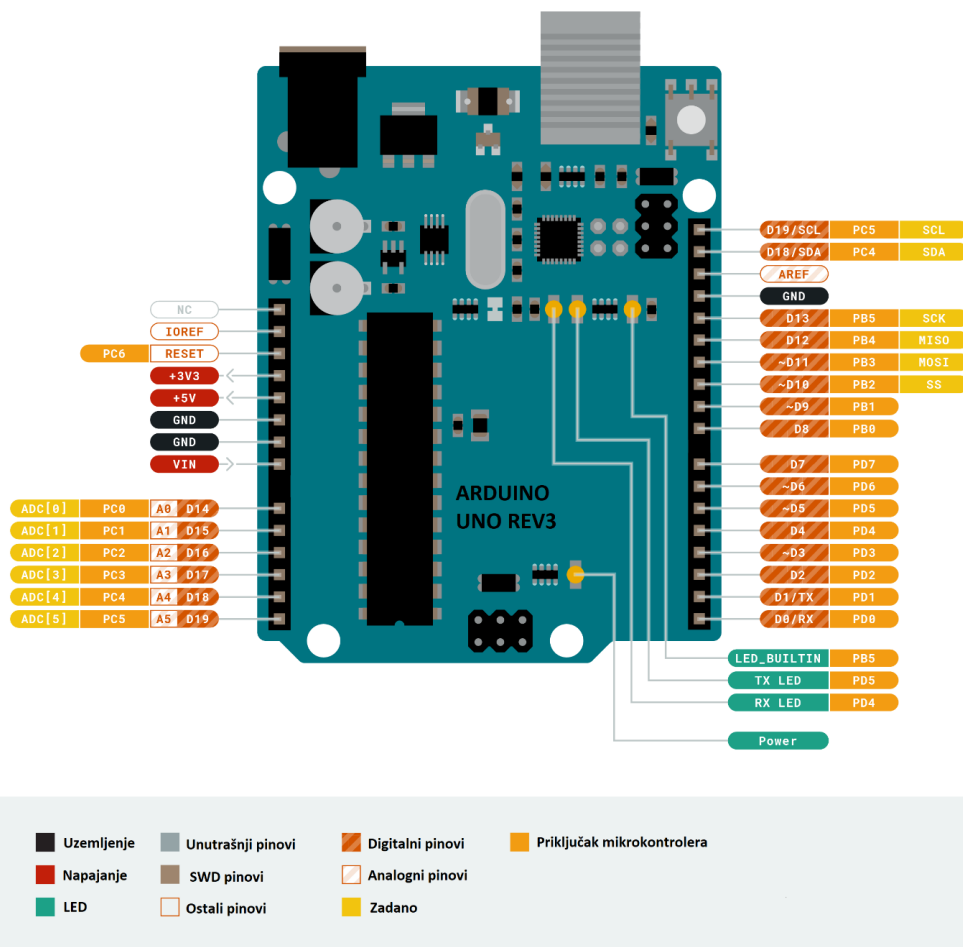 D19/SCL PC5 SCL
D18/SDA PC4 SDA
AREF
GND
D13 PB5 SCK
D12 PB4 MISO
~D11 PB3 MOSI
~D10 PB2 SS
~D9 PB1
D8 PB0
D7 PD7
~D6 PD6
~D5 PD5
D4 PD4
~D3 PD3
D2 PD2
D1/TX PD1
D0/RX PD0
NC
IOREF
PC6 RESET
+3V3
+5V
GND
GND
VIN
ADC[0] PC0 A0 D14
ADC[1] PC1 A1 D15
ADC[2] PC2 A2 D16
ADC[3] PC3 A3 D17
ADC[4] PC4 A4 D18
ADC[5] PC5 A5 D19
ARDUINO
UNO REV3
LED_BUILTIN PB5
TX LED PD5
RX LED PD4
Power
Uzemljenje
Napajanje
LED
Unutrašnji pinovi
SWD pinovi
Ostali pinovi
Digitalni pinovi
Analogni pinovi
Zadano
Priključak mikrokontrolera